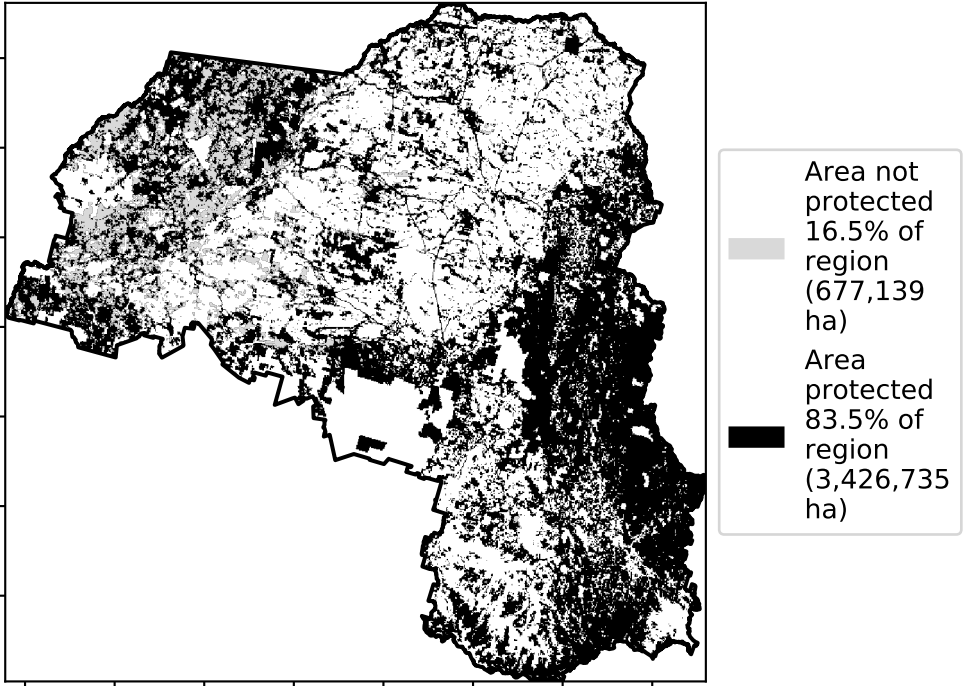 Area not
protected
16.5% of
region
(677,139
ha)
Area
protected
83.5% of
region
(3,426,735
ha)